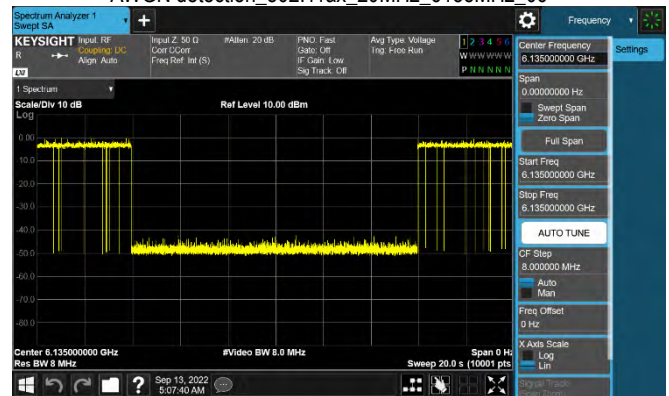 Spectrum Analyzer 1
Swept SA
+
Frequency
KEYSIGHT
R
LXI
Input: RF
Coupling: DC
Align: Auto
Input Z: 50 Ω
Corr CCorr
Freq Ref: Int (S)
#Atten: 20 dB
PNO: Fast
Gate: Off
IF Gain: Low
Sig Track: Off
Avg Type: Voltage
Trig: Free Run
1 2 3 4 5 6
W W W W W W
P N N N N N
1 Spectrum
Scale/Div 10 dB
Ref Level 10.00 dBm
Log
0.00
-10.0
-20.0
-30.0
-40.0
-50.0
-60.0
-70.0
-80.0
Center 6.135000000 GHz
#Video BW 8.0 MHz
Span 0 Hz
Res BW 8 MHz
Sweep 20.0 s (10001 pts
?
Sep 13, 2022
5:07:40 AM
Center Frequency
6.135000000 GHz
Settings
Span
0.00000000 Hz
Swept Span
Zero Span
Full Span
Start Freq
6.135000000 GHz
Stop Freq
6.135000000 GHz
AUTO TUNE
CF Step
8.000000 MHz
Auto
Man
Freq Offset
0 Hz
X Axis Scale
Log
Lin
Signal Track